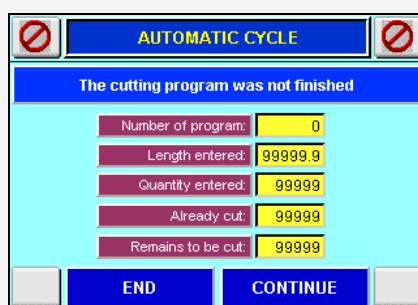 AUTOMATIC CYCLE
The cutting program was not finished
Number of program: 0
Length entered: 99999.9
Quantity entered: 99999
Already cut: 99999
Remains to be cut: 99999
END CONTINUE